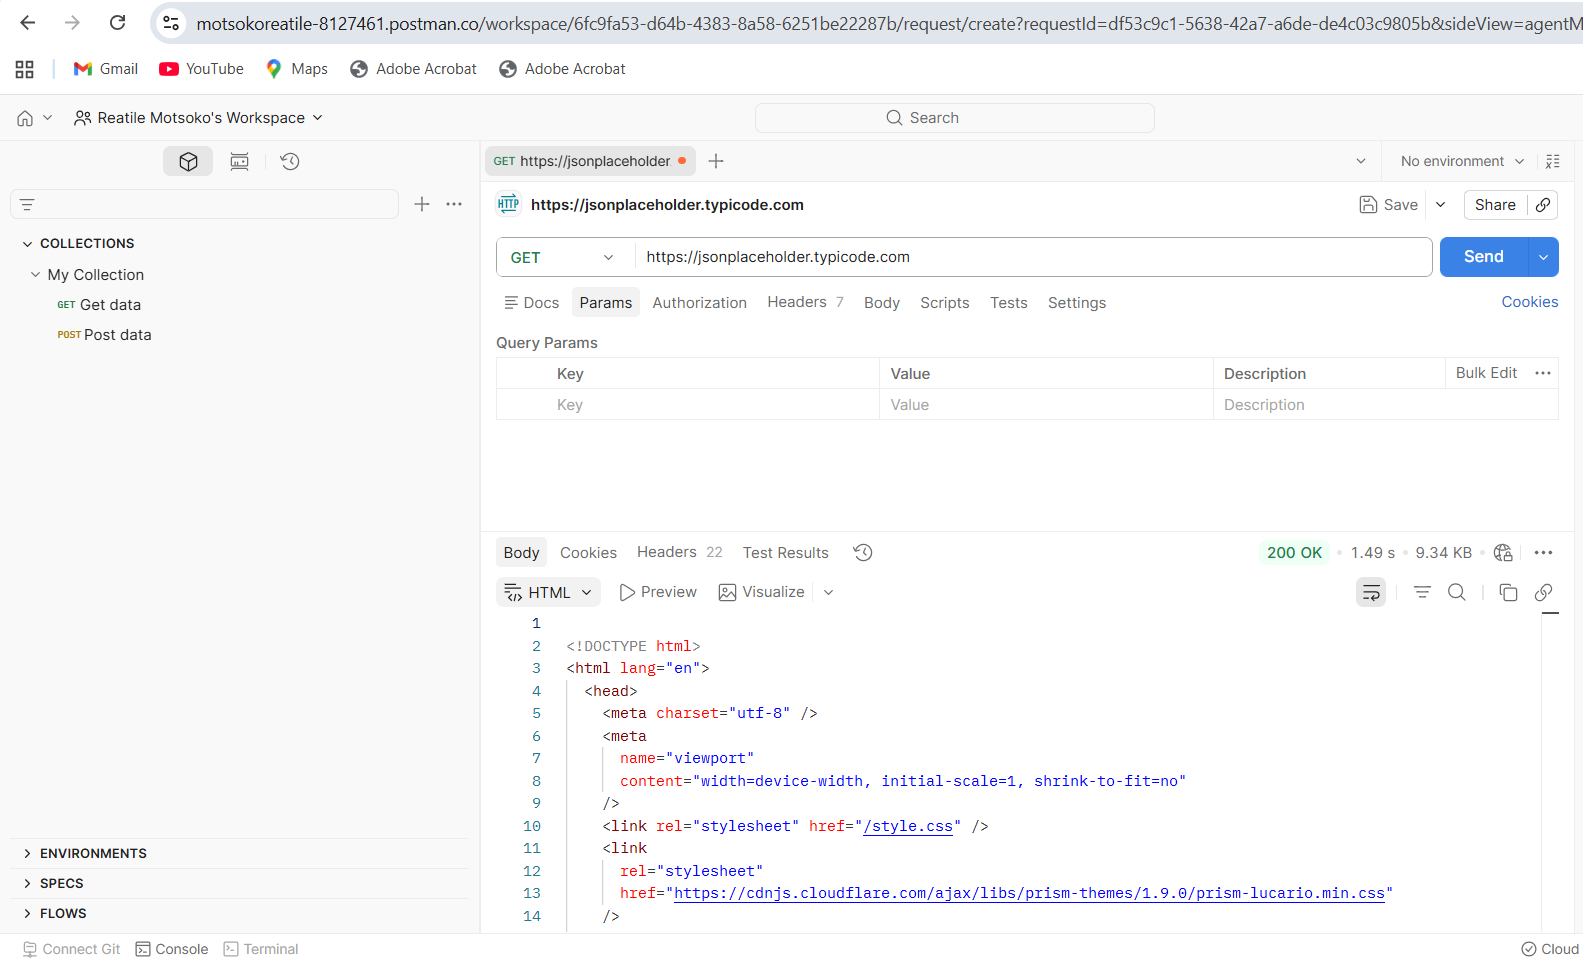 motsokoreatile-8127461.postman.co/workspace/6fc9fa53-d64b-4383-8a58-6251be22287b/request/create?requestId=df53c9c1-5638-42a7-a6de-de4c03c9805b&sideView=agentM
Gmail YouTube Maps Adobe Acrobat Adobe Acrobat
Reatile Motsoko's Workspace Search
GET https://jsonplaceholder No environment
HTTP https://jsonplaceholder.typicode.com Save Share
COLLECTIONS
My Collection
GET Get data
POST Post data
GET https://jsonplaceholder.typicode.com Send
Docs Params Authorization Headers 7 Body Scripts Tests Settings Cookies
Query Params
Key Value Description Bulk Edit
Key Value Description
Body Cookies Headers 22 Test Results 200 OK • 1.49 s • 9.34 KB
HTML Preview Visualize
1
2 <!DOCTYPE html>
3 <html lang="en">
4 <head>
5 <meta charset="utf-8" />
6 <meta
7 name="viewport"
8 content="width=device-width, initial-scale=1, shrink-to-fit=no"
9 />
10 <link rel="stylesheet" href="/style.css" />
11 <link
12 rel="stylesheet"
13 href="https://cdnjs.cloudflare.com/ajax/libs/prism-themes/1.9.0/prism-lucario.min.css"
14 />
ENVIRONMENTS
SPECS
FLOWS
Connect Git Console Terminal Cloud